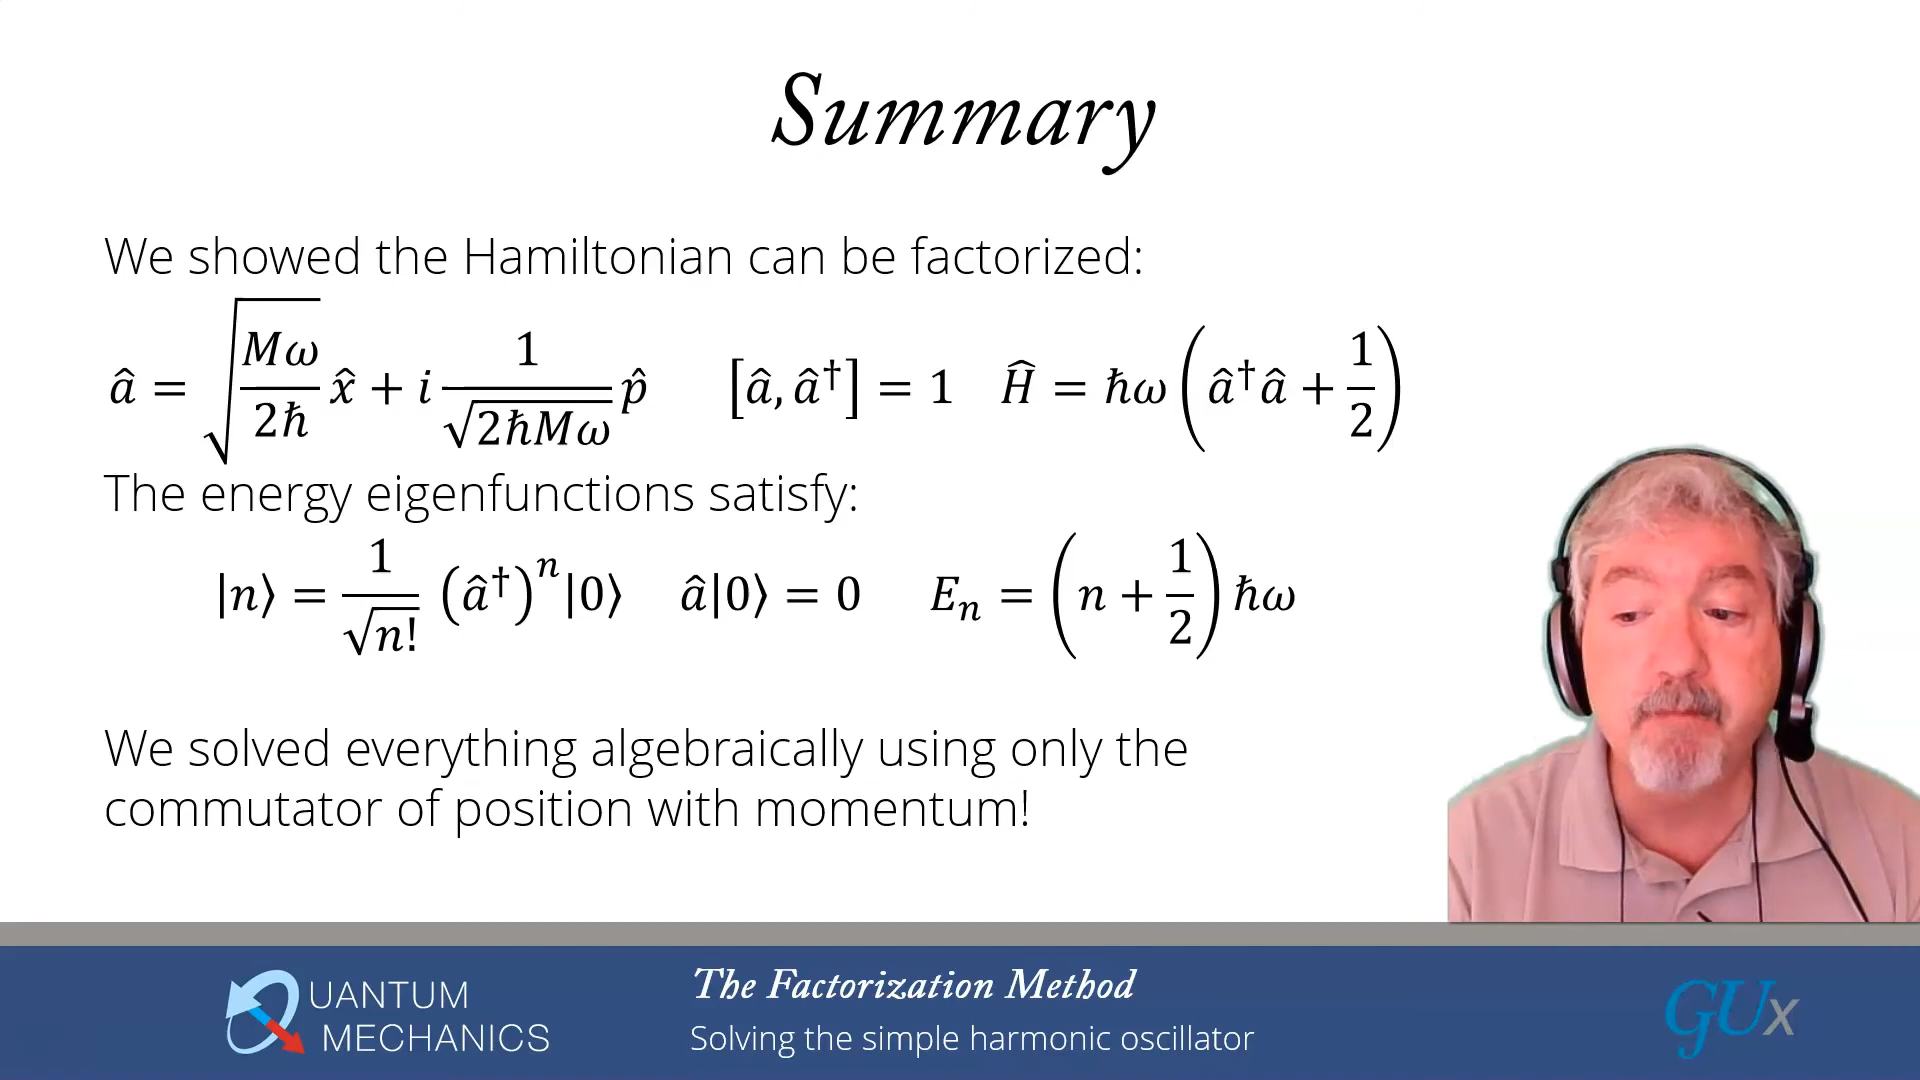 Summary
We showed the Hamiltonian can be factorized:
â = √(Mω/2ħ) x̂ + i 1/√(2ħMω) p̂ [â, â†] = 1 Ĥ = ħω(â†â + 1/2)
The energy eigenfunctions satisfy:
|n⟩ = 1/√n! (â†)ⁿ|0⟩ â|0⟩ = 0 Eₙ = (n + 1/2)ħω
We solved everything algebraically using only the
commutator of position with momentum!
QUANTUM
MECHANICS
The Factorization Method
Solving the simple harmonic oscillator
GUx